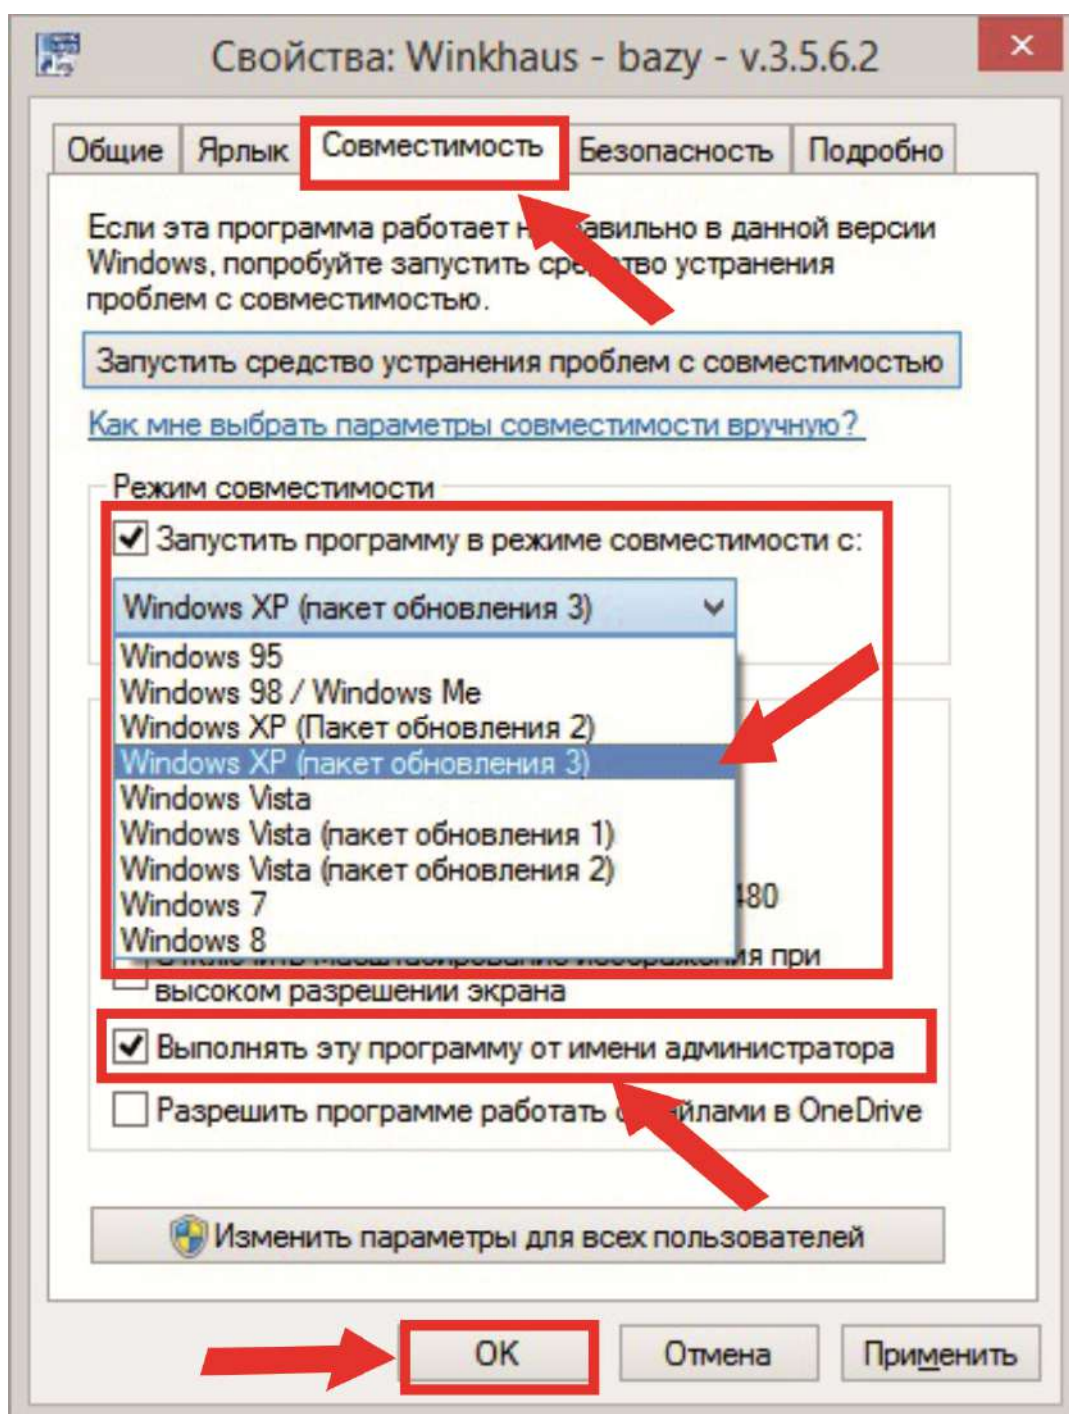 Свойства: Winkhaus - bazy - v.3.5.6.2
Общие Ярлык Совместимость Безопасность Подробно
Если эта программа работает в данной версии
Windows, попробуйте запустить устранения
проблем с совместимостью.
Запустить средство устранения проблем с совместимостью
Как мне выбрать параметры совместимости вручную?
Режим совместимости
Запустить программу в режиме совместимости с:
Windows XP (пакет обновления 3)
Windows 95
Windows 98 / Windows Me
Windows XP (Пакет обновления 2)
Windows XP (пакет обновления 3)
Windows Vista
Windows Vista (пакет обновления 1)
Windows Vista (пакет обновления 2)
Windows 7
Windows 8
480
при
высоком разрешении экрана
Выполнять эту программу от имени администратора
Разрешить программе работать в OneDrive
Изменить параметры для всех пользователей
OK Отмена Применить